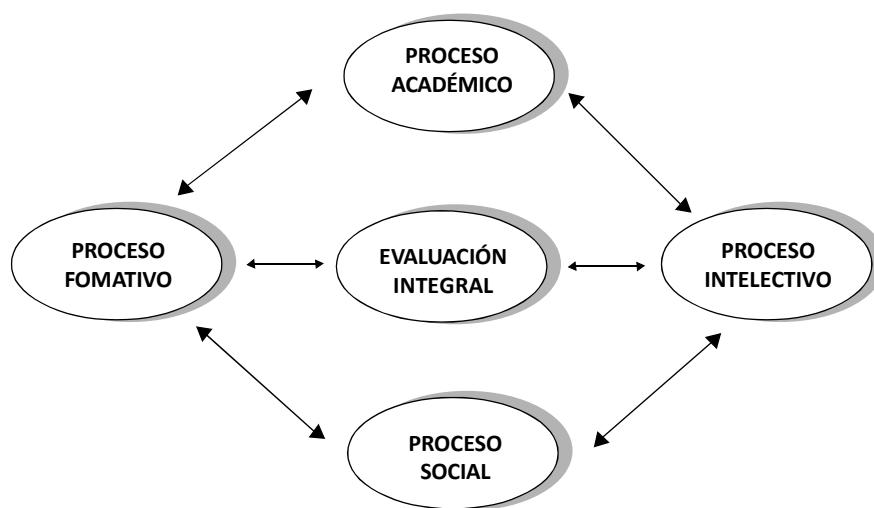 PROCESO
ACADÉMICO
PROCESO
FOMATIVO
EVALUACIÓN
INTEGRAL
PROCESO
INTELECTIVO
PROCESO
SOCIAL